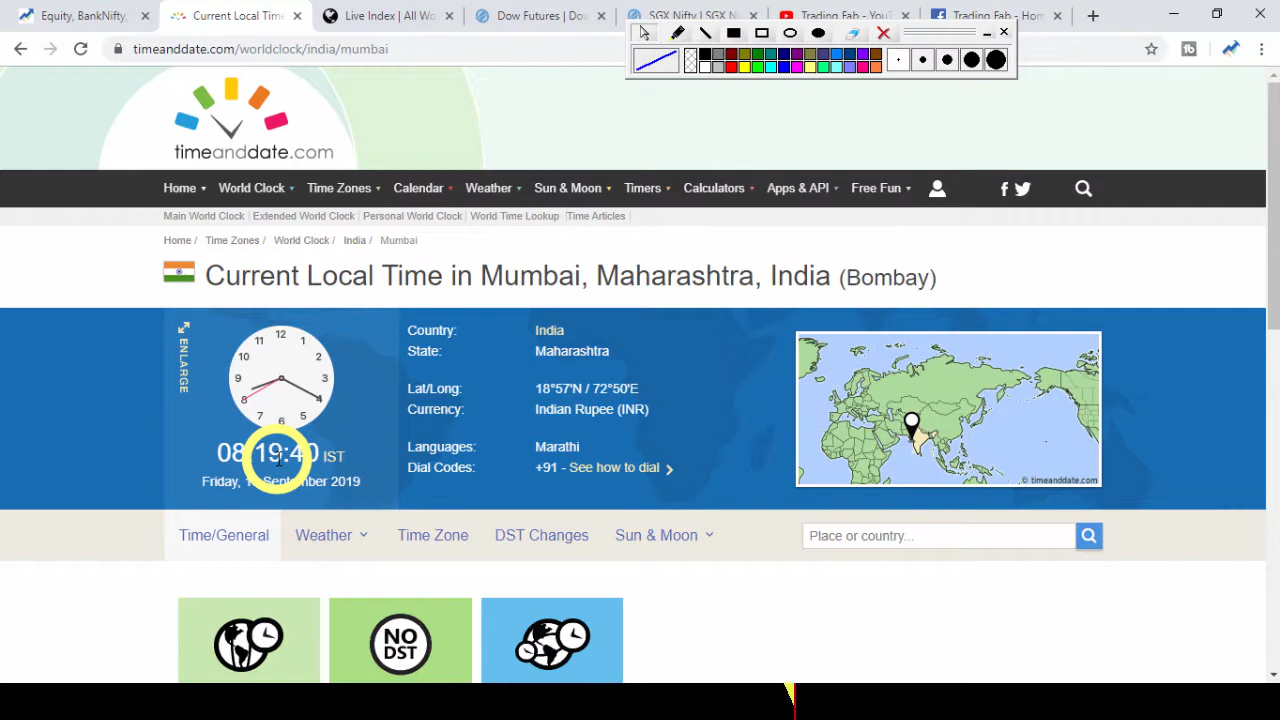 Equity, BankNifty,
Current Local Time
Live Index | All Wo
Dow Futures | Dow
SGX Nifty | SGX N
Trading Fab - YouT
Trading Fab - Hom
timeanddate.com/worldclock/india/mumbai
timeanddate.com
Home World Clock Time Zones Calendar Weather Sun & Moon Timers Calculators Apps & API Free Fun
Main World Clock Extended World Clock Personal World Clock World Time Lookup Time Articles
Home / Time Zones / World Clock / India / Mumbai
Current Local Time in Mumbai, Maharashtra, India (Bombay)
ENLARGE
12 1 2 3 4 5 6 7 8 9 10 11
08:19:40 IST
Friday, September 2019
Country: India
State: Maharashtra
Lat/Long: 18°57'N / 72°50'E
Currency: Indian Rupee (INR)
Languages: Marathi
Dial Codes: +91 - See how to dial
© timeanddate.com
Time/General Weather Time Zone DST Changes Sun & Moon
Place or country...
NO
DST